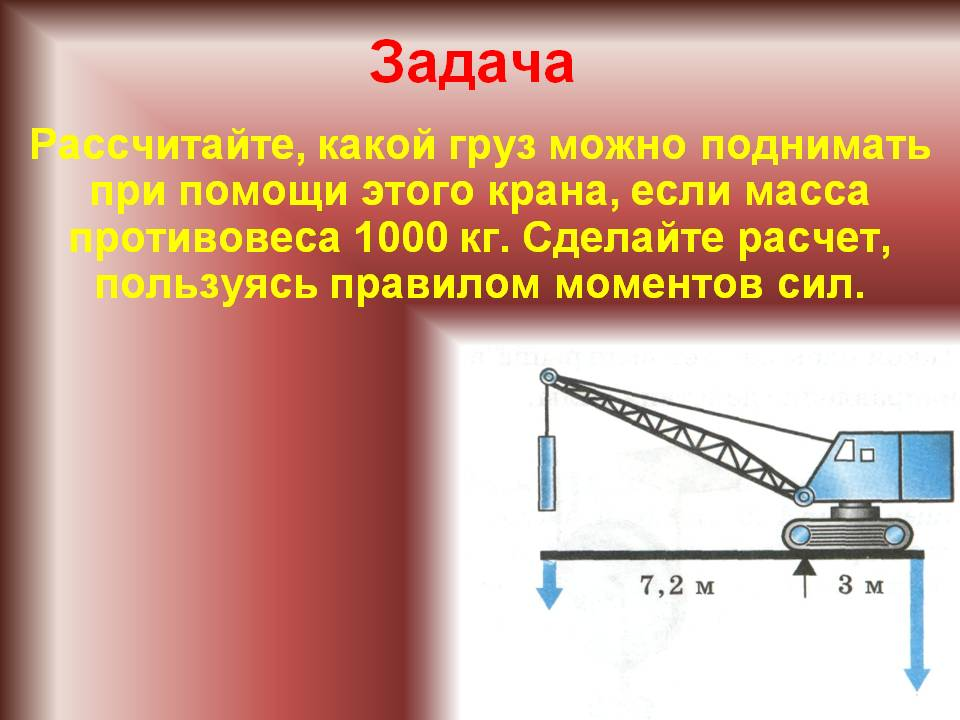 Задача
Рассчитайте, какой груз можно поднимать
при помощи этого крана, если масса
противовеса 1000 кг. Сделайте расчет,
пользуясь правилом моментов сил.
7,2 м
3 м